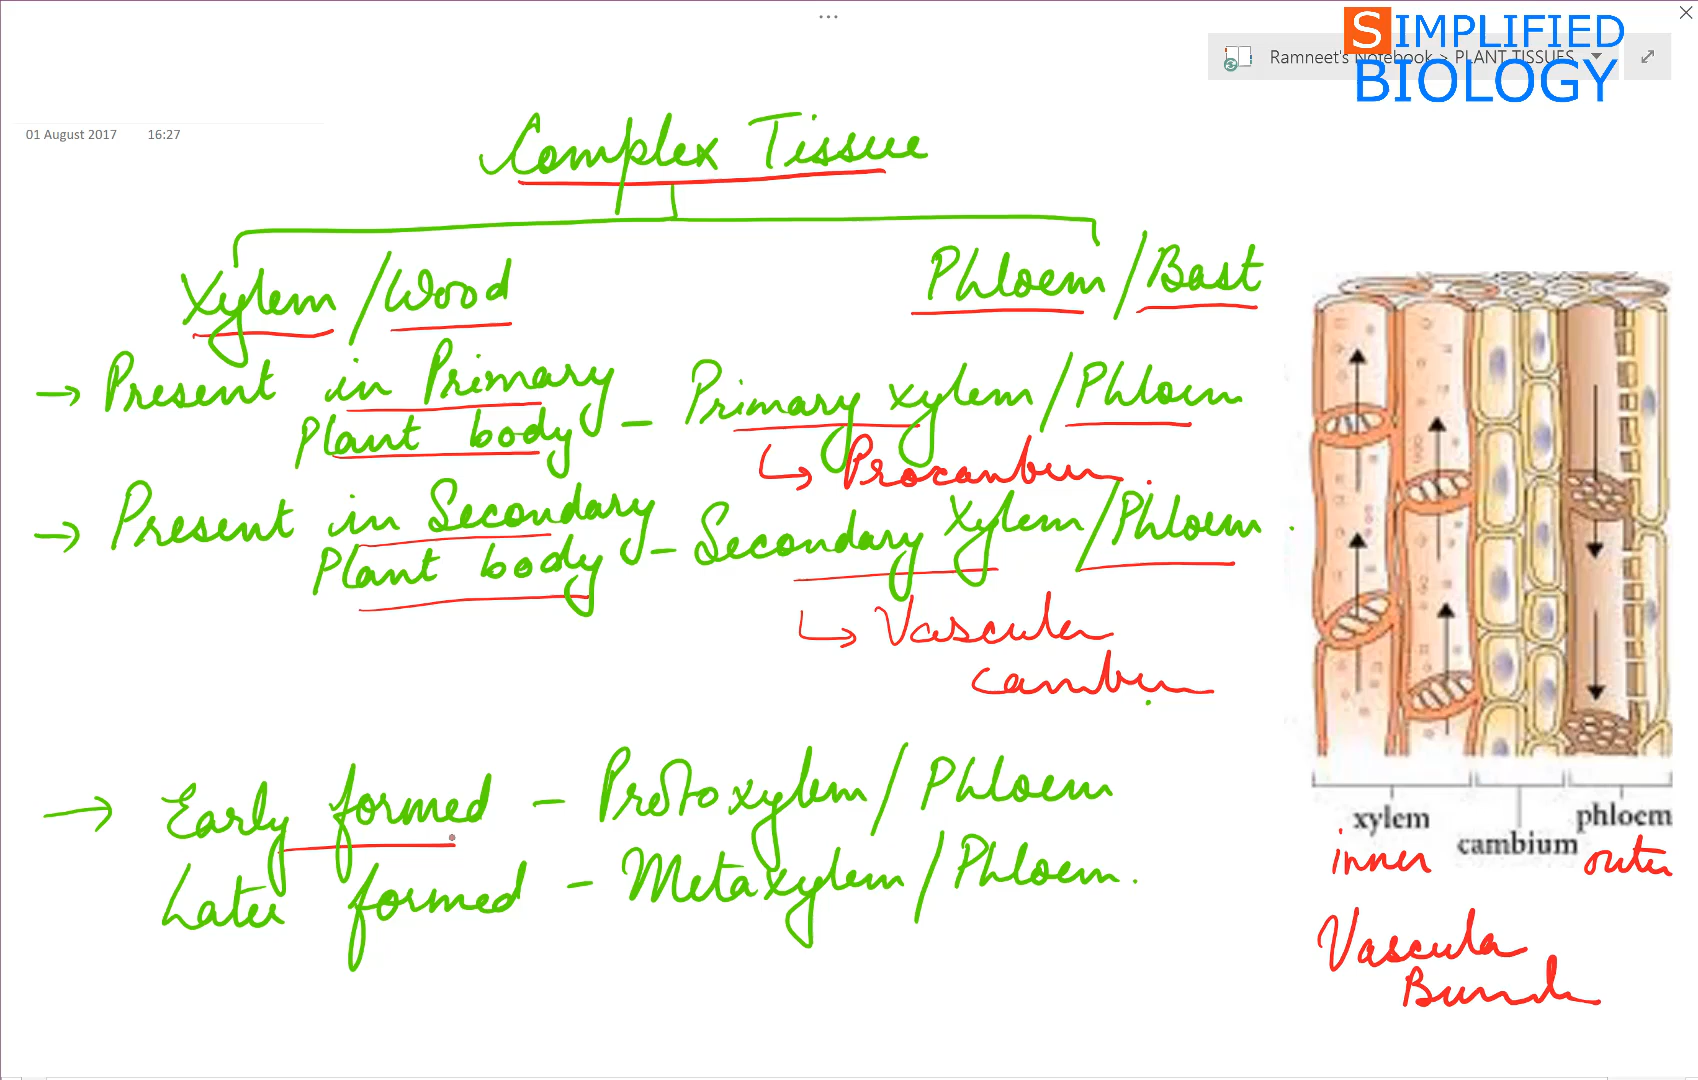 SIMPLIFIED
BIOLOGY
Ramneet's Notebook > PLANT TISSUES
01 August 2017 16:27
Complex Tissue
Xylem/Wood Phloem/Bast
→ Present in Primary Plant body - Primary xylem/Phloem
↳ Procambium
→ Present in Secondary Plant body - Secondary Xylem/Phloem.
↳ Vascular
cambium
→ Early formed - Protoxylem/Phloem
Later formed - Metaxylem/Phloem.
xylem cambium phloem
inner outer
Vascular
Bundle